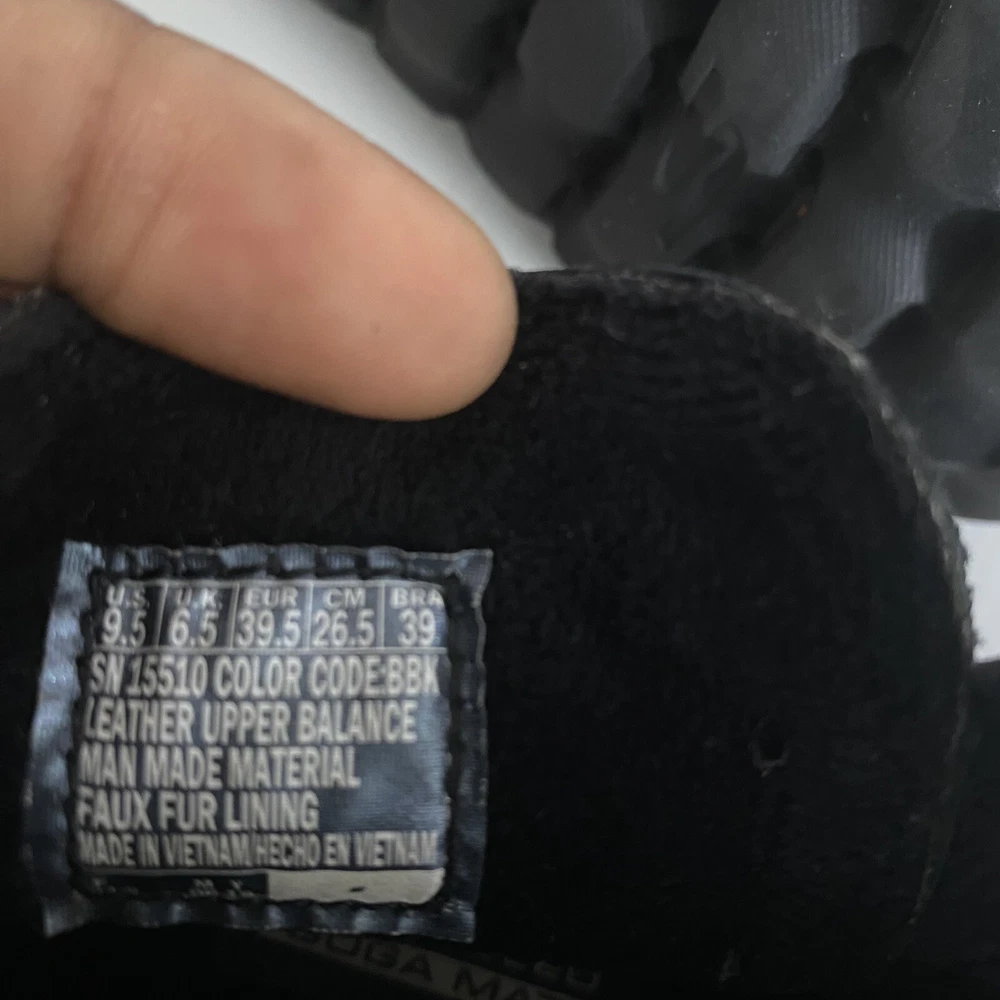 U.S. U.K. EUR CM BRA
9.5 6.5 39.5 26.5 39
SN 15510 COLOR CODE:BBK
LEATHER UPPER BALANCE
MAN MADE MATERIAL
FAUX FUR LINING
MADE IN VIETNAM/HECHO EN VIETNAM